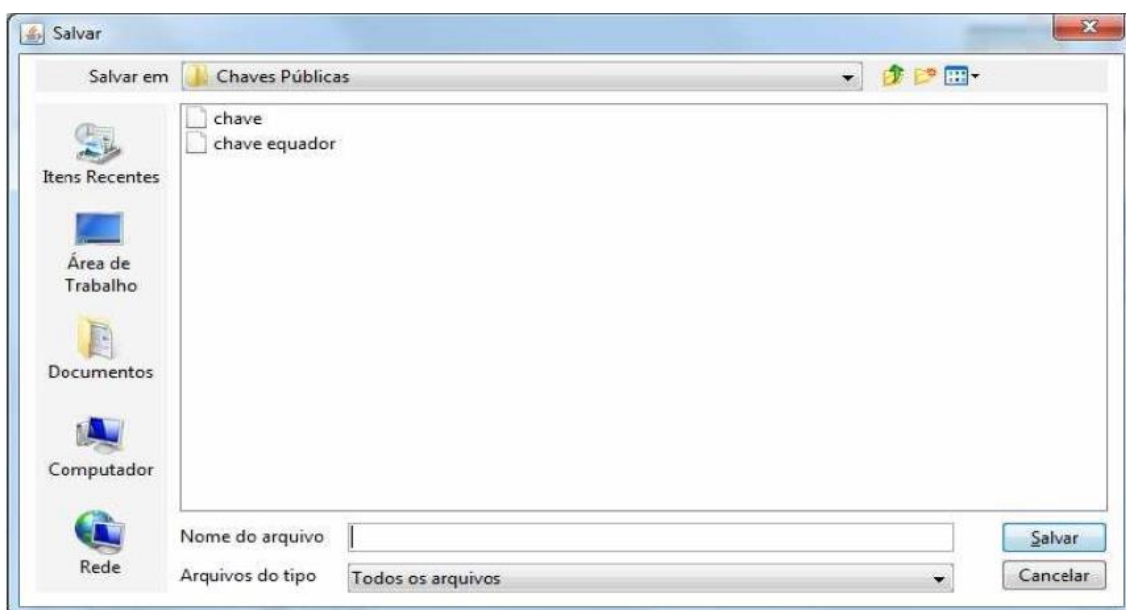 Salvar
Salvar em Chaves Públicas
chave
chave equador
Itens Recentes
Área de
Trabalho
Documentos
Computador
Rede
Nome do arquivo
Salvar
Arquivos do tipo Todos os arquivos
Cancelar